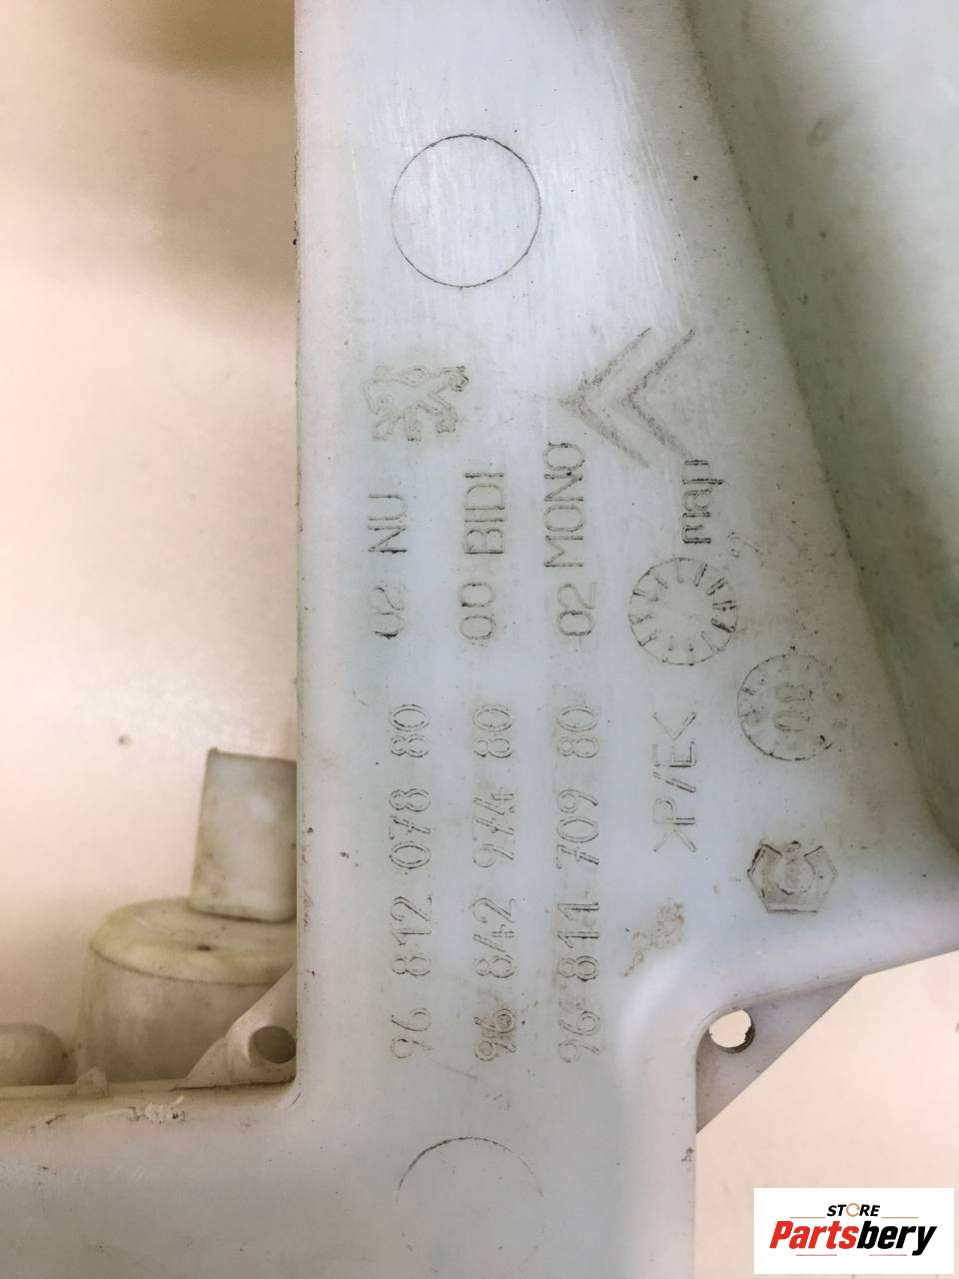 96 812 078 80 02 NU
96 842 974 80 00 BIDI
96 811 709 80 02 MONO
>P/E<
08
STORE
Partsbery